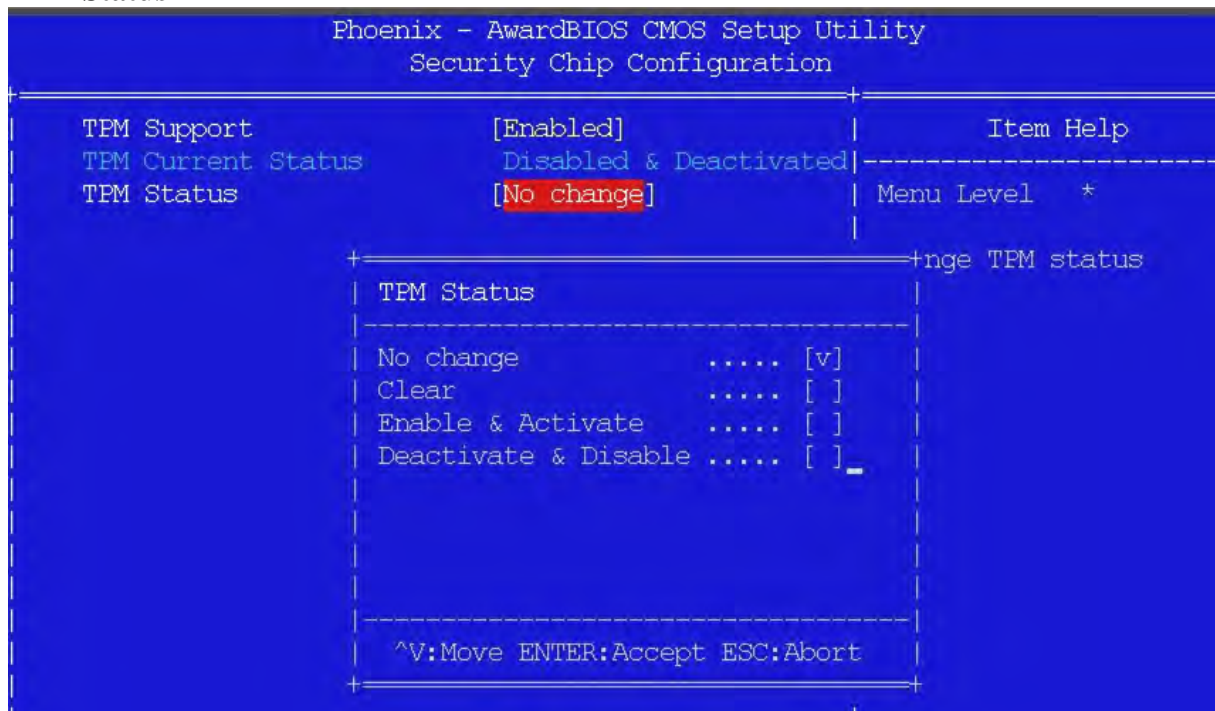 Status
Phoenix - AwardBIOS CMOS Setup Utility
Security Chip Configuration
TPM Support [Enabled] Item Help
TPM Current Status Disabled & Deactivated
TPM Status [No change] Menu Level *
nge TPM status
TPM Status
No change ..... [v]
Clear ..... [ ]
Enable & Activate ..... [ ]
Deactivate & Disable ..... [ ]
^V:Move ENTER:Accept ESC:Abort